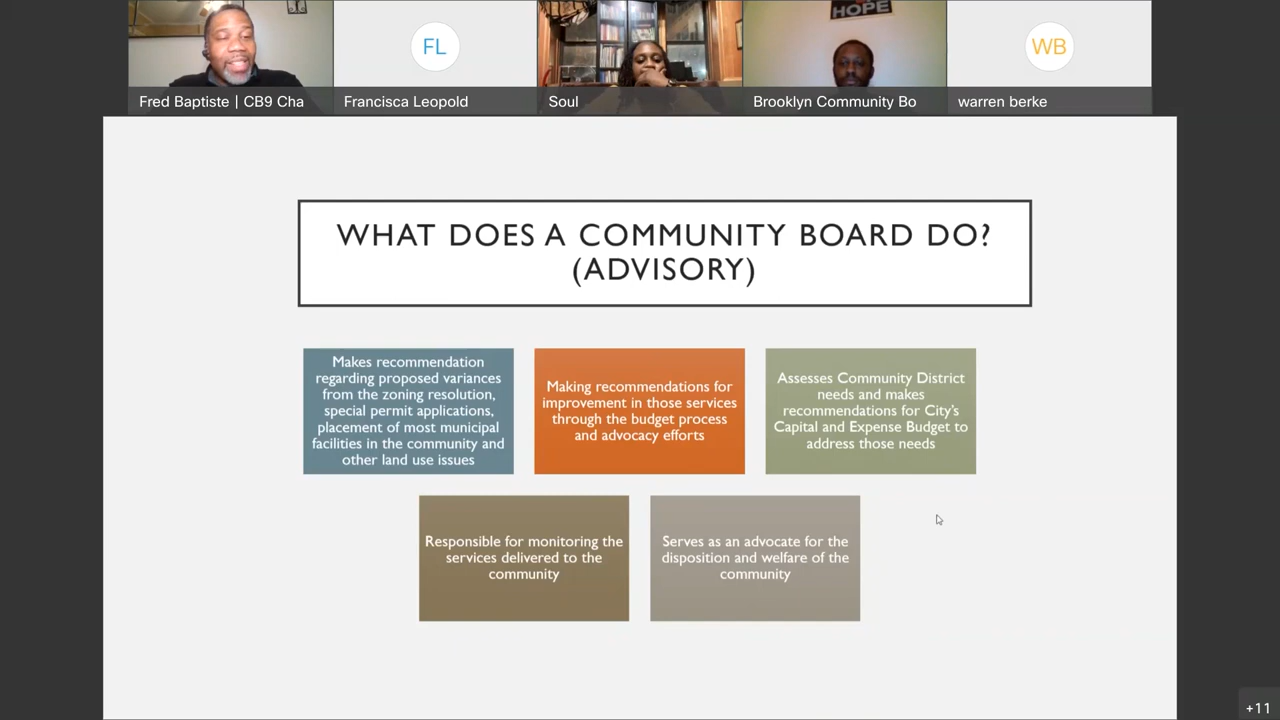 HOPE
FL
WB
Fred Baptiste | CB9 Cha
Francisca Leopold
Soul
Brooklyn Community Bo
warren berke
WHAT DOES A COMMUNITY BOARD DO?
(ADVISORY)
Makes recommendation
regarding proposed variances
from the zoning resolution,
special permit applications,
placement of most municipal
facilities in the community and
other land use issues
Making recommendations for
improvement in those services
through the budget process
and advocacy efforts
Assesses Community District
needs and makes
recommendations for City's
Capital and Expense Budget to
address those needs
Responsible for monitoring the
services delivered to the
community
Serves as an advocate for the
disposition and welfare of the
community
+11